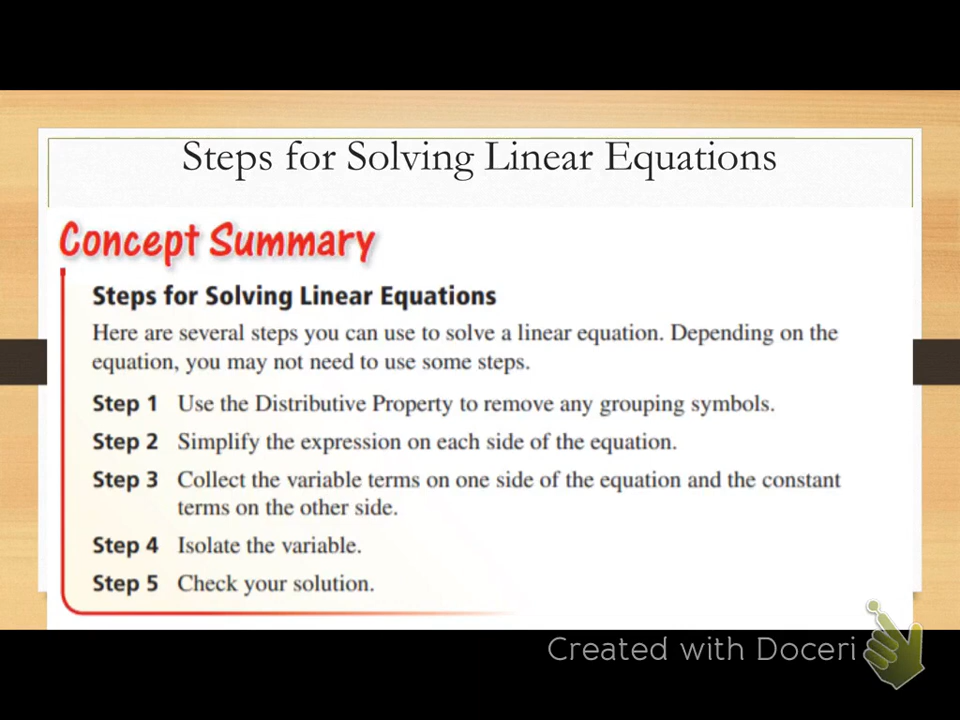 Steps for Solving Linear Equations
Concept Summary
Steps for Solving Linear Equations
Here are several steps you can use to solve a linear equation. Depending on the
equation, you may not need to use some steps.
Step 1 Use the Distributive Property to remove any grouping symbols.
Step 2 Simplify the expression on each side of the equation.
Step 3 Collect the variable terms on one side of the equation and the constant
terms on the other side.
Step 4 Isolate the variable.
Step 5 Check your solution.
Created with Doceri